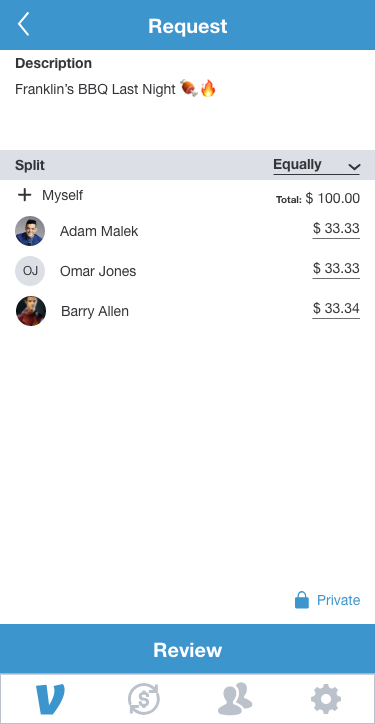 Request
Description
Franklin's BBQ Last Night 🍖🔥
Split Equally
+ Myself Total: $ 100.00
Adam Malek $ 33.33
OJ Omar Jones $ 33.33
Barry Allen $ 33.34
Private
Review